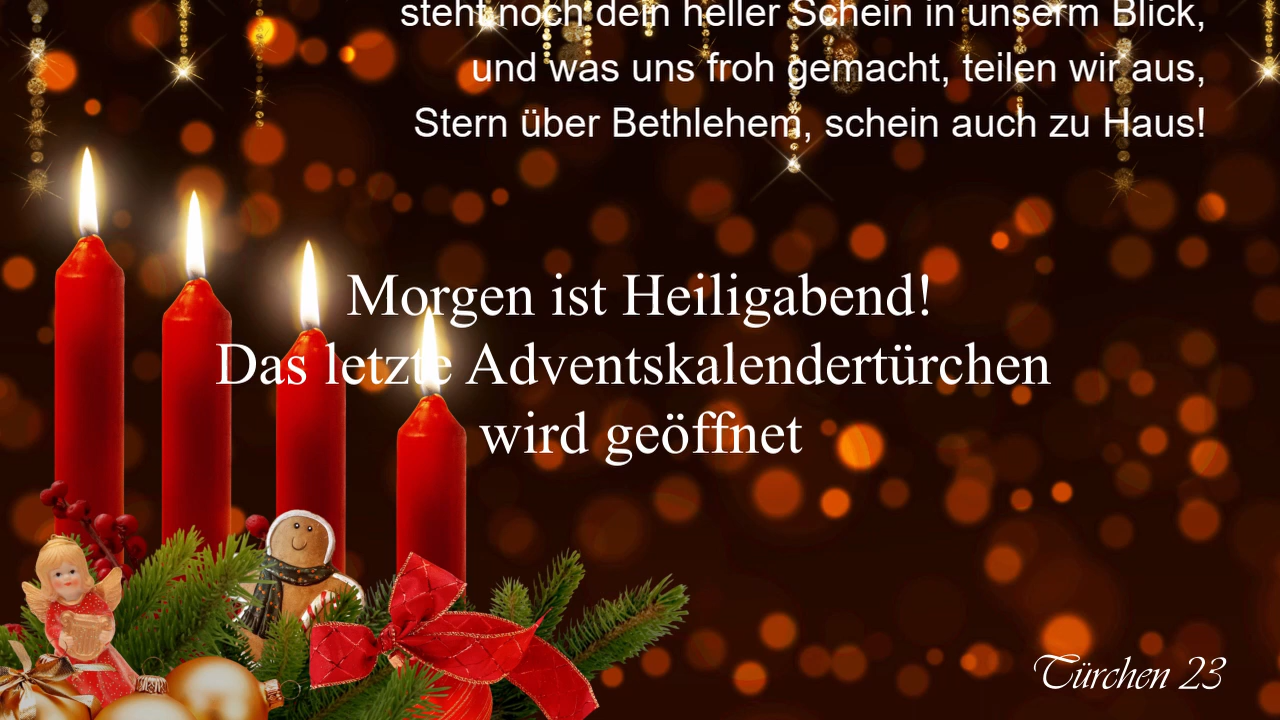 steht noch dein heller Schein in unserm Blick,
und was uns froh gemacht, teilen wir aus,
Stern über Bethlehem, schein auch zu Haus!
Morgen ist Heiligabend!
Das letzte Adventskalendertürchen
wird geöffnet
Türchen 23